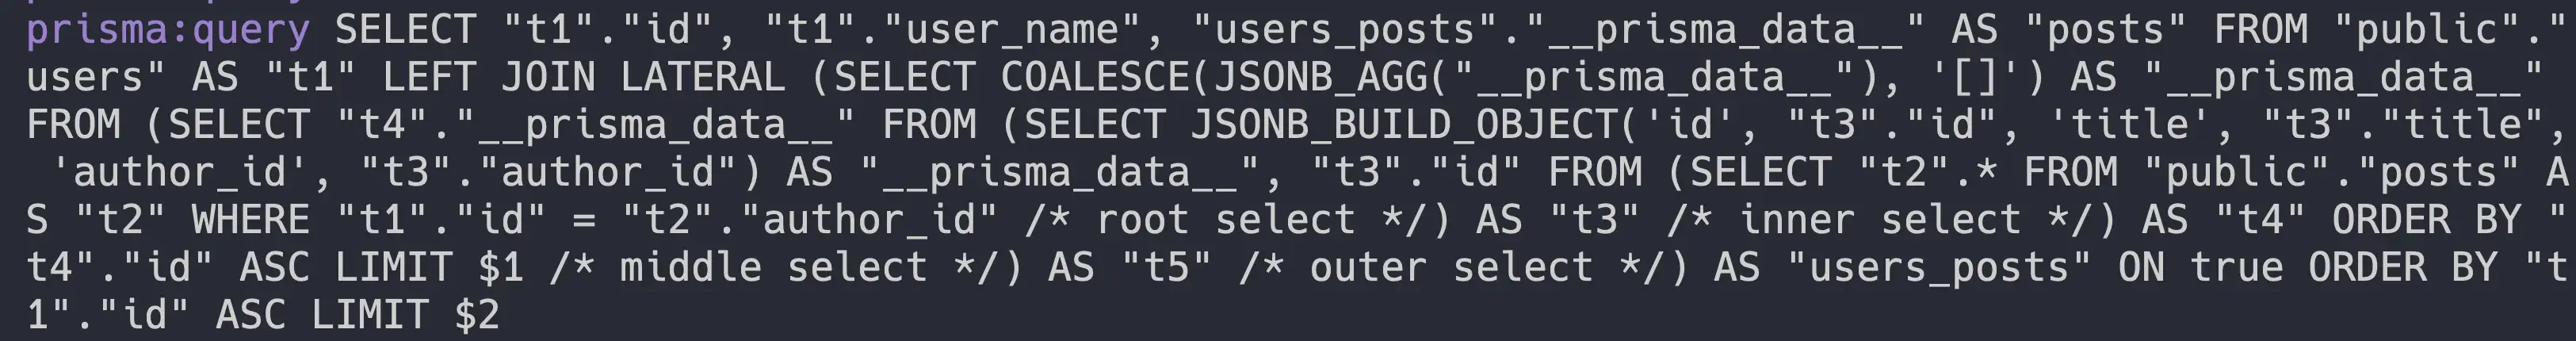 prisma:query SELECT "t1"."id", "t1"."user_name", "users_posts"."__prisma_data__" AS "posts" FROM "public"."
users" AS "t1" LEFT JOIN LATERAL (SELECT COALESCE(JSONB_AGG("__prisma_data__"), '[]') AS "__prisma_data__"
FROM (SELECT "t4"."__prisma_data__" FROM (SELECT JSONB_BUILD_OBJECT('id', "t3"."id", 'title', "t3"."title",
 'author_id', "t3"."author_id") AS "__prisma_data__", "t3"."id" FROM (SELECT "t2".* FROM "public"."posts" A
S "t2" WHERE "t1"."id" = "t2"."author_id" /* root select */) AS "t3" /* inner select */) AS "t4" ORDER BY "
t4"."id" ASC LIMIT $1 /* middle select */) AS "t5" /* outer select */) AS "users_posts" ON true ORDER BY "t
1"."id" ASC LIMIT $2